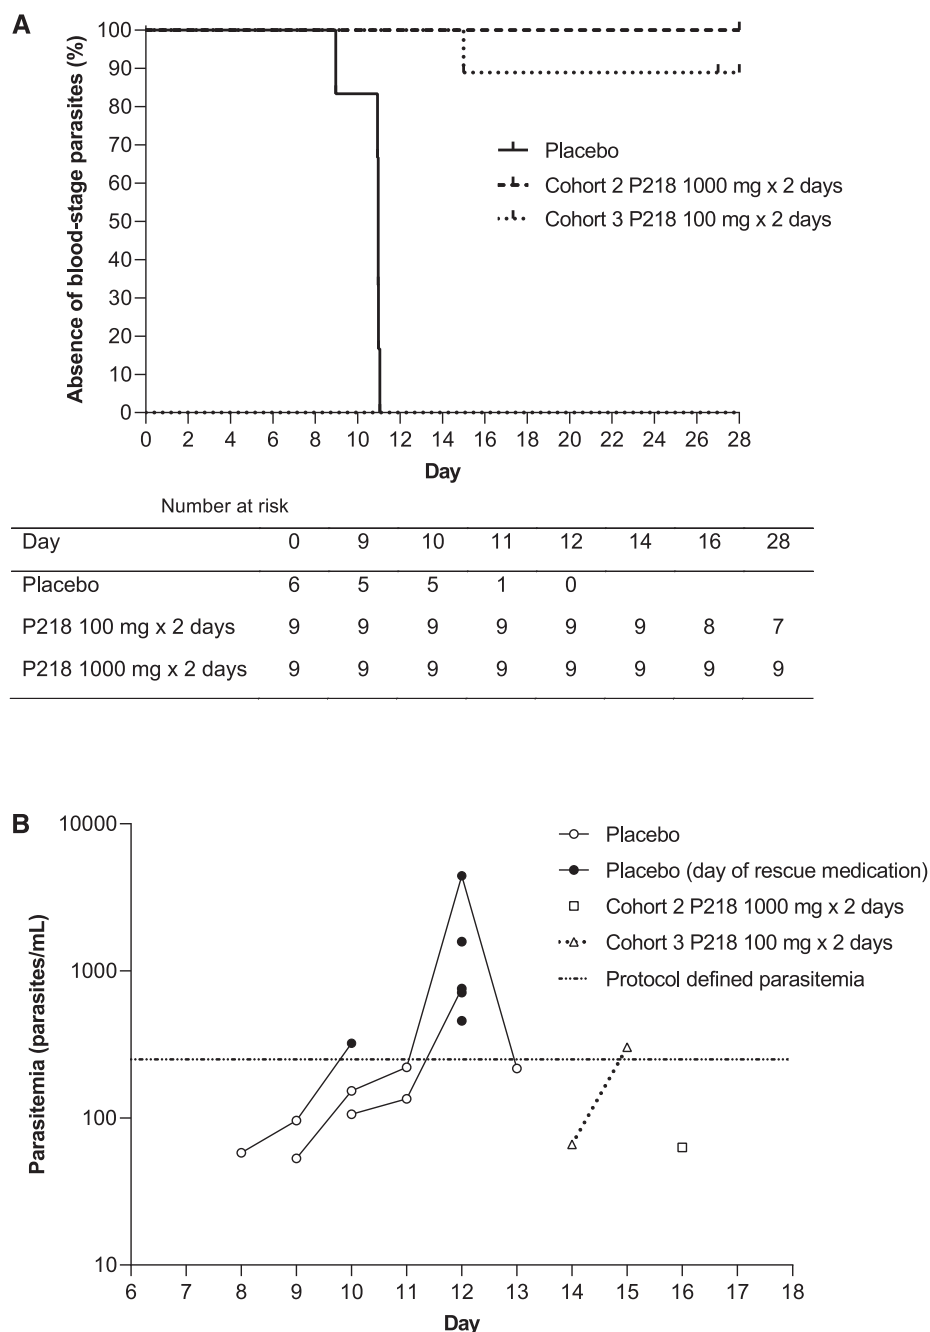 A
Absence of blood-stage parasites (%)
100
90
80
70
60
50
40
30
20
10
0
Placebo
Cohort 2 P218 1000 mg x 2 days
Cohort 3 P218 100 mg x 2 days
0 2 4 6 8 10 12 14 16 18 20 22 24 26 28
Day
Number at risk
Day 0 9 10 11 12 14 16 28
Placebo 6 5 5 1 0
P218 100 mg x 2 days 9 9 9 9 9 9 8 7
P218 1000 mg x 2 days 9 9 9 9 9 9 9 9
B
Parasitemia (parasites/mL)
10000
1000
100
10
Placebo
Placebo (day of rescue medication)
Cohort 2 P218 1000 mg x 2 days
Cohort 3 P218 100 mg x 2 days
Protocol defined parasitemia
6 7 8 9 10 11 12 13 14 15 16 17 18
Day